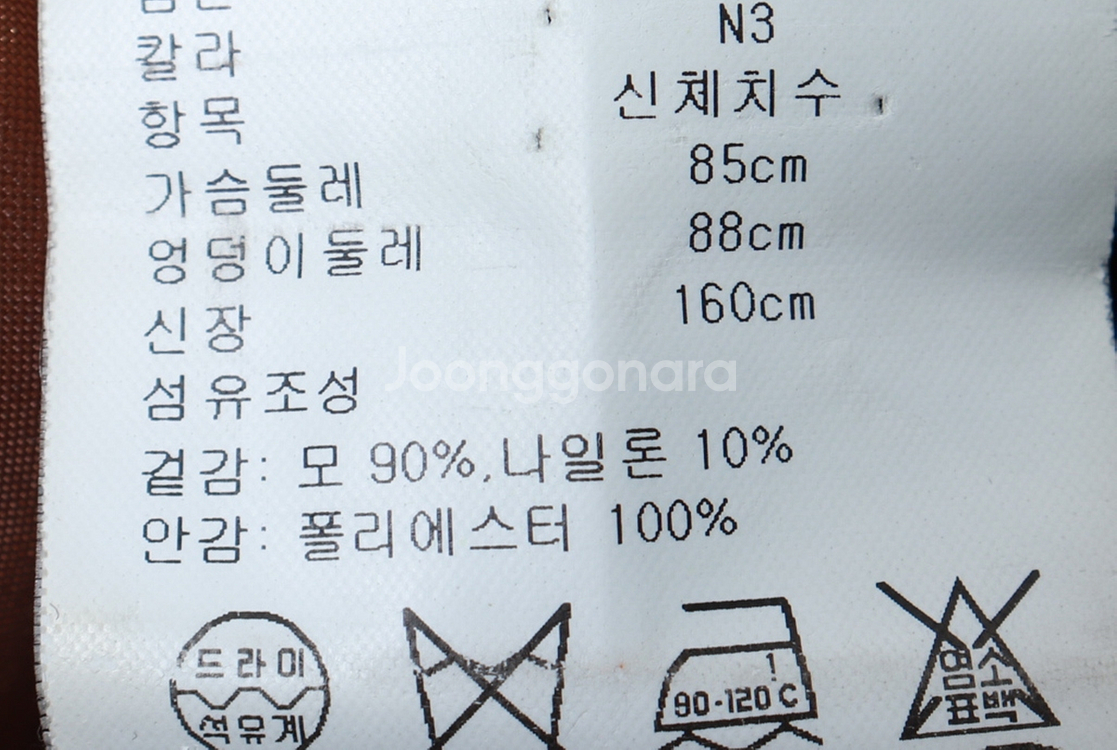 칼라 N3
항목 신체치수
가슴둘레 85cm
엉덩이둘레 88cm
신장 160cm
Joonggonara
섬유조성
겉감: 모 90%,나일론 10%
안감: 폴리에스터 100%
드라이
석유계
1
90-120℃
염소
표백